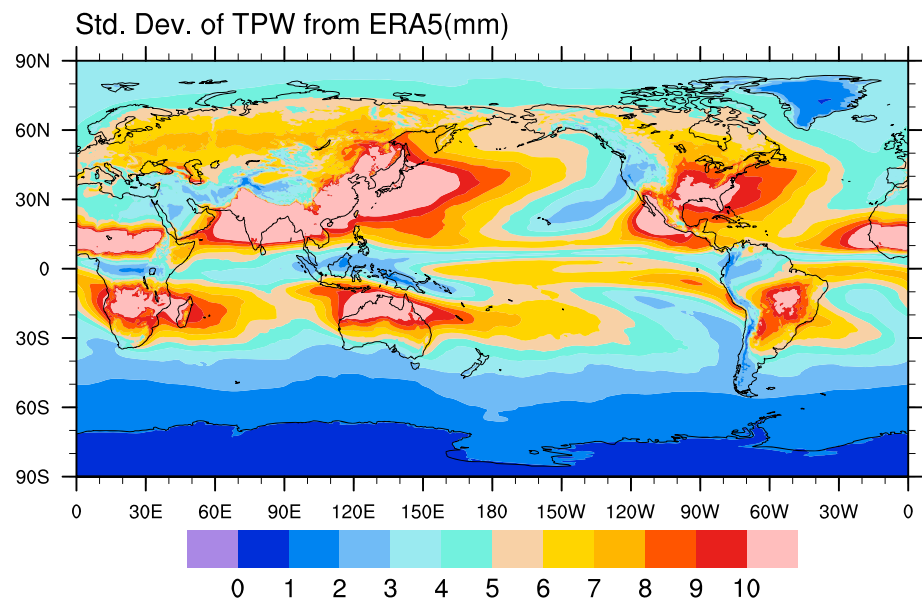 Std. Dev. of TPW from ERA5(mm)
90N
60N
30N
0
30S
60S
90S
0 30E 60E 90E 120E 150E 180 150W 120W 90W 60W 30W 0
0 1 2 3 4 5 6 7 8 9 10